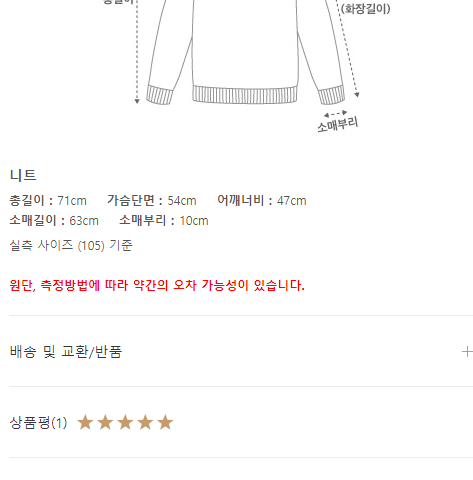 (화장길이)
소매부리
니트
총길이 : 71cm 가슴단면 : 54cm 어깨너비 : 47cm
소매길이 : 63cm 소매부리 : 10cm
실측 사이즈 (105) 기준
원단, 측정방법에 따라 약간의 오차 가능성이 있습니다.
배송 및 교환/반품
상품평(1) ★★★★★